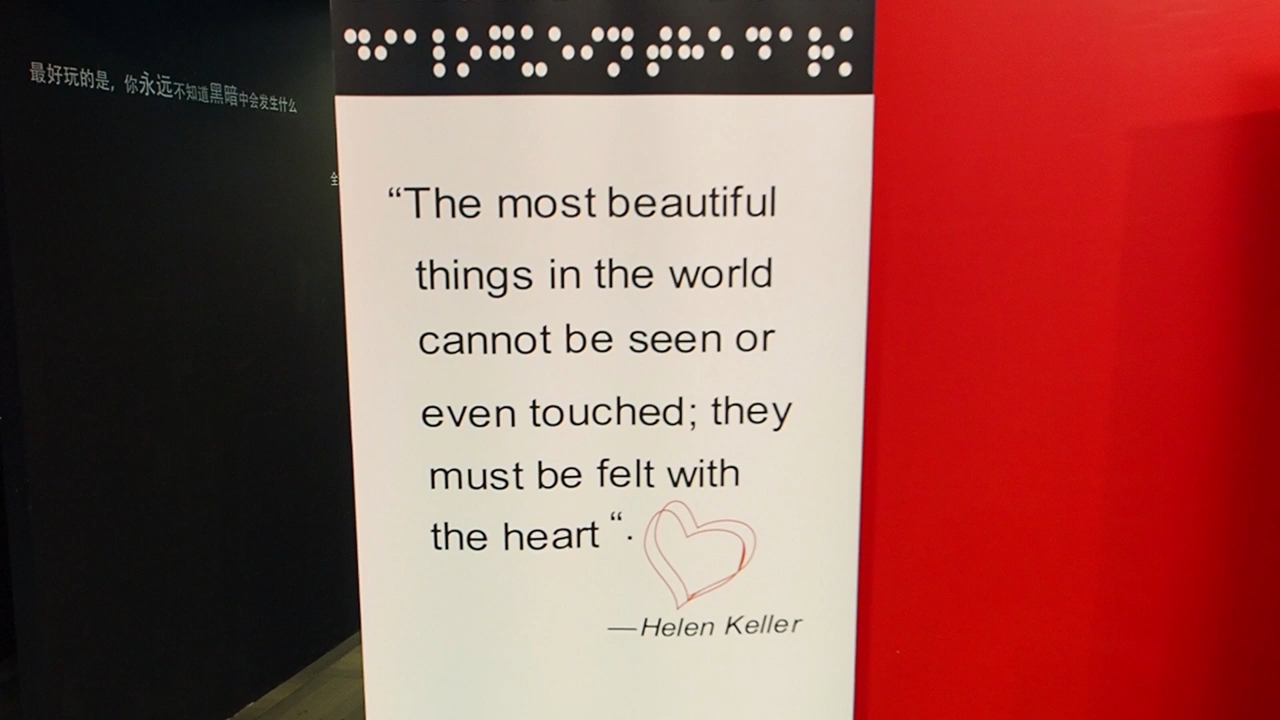 最好玩的是，你永远不知道黑暗中会发生什么
全
“The most beautiful
things in the world
cannot be seen or
even touched; they
must be felt with
the heart “.
—Helen Keller